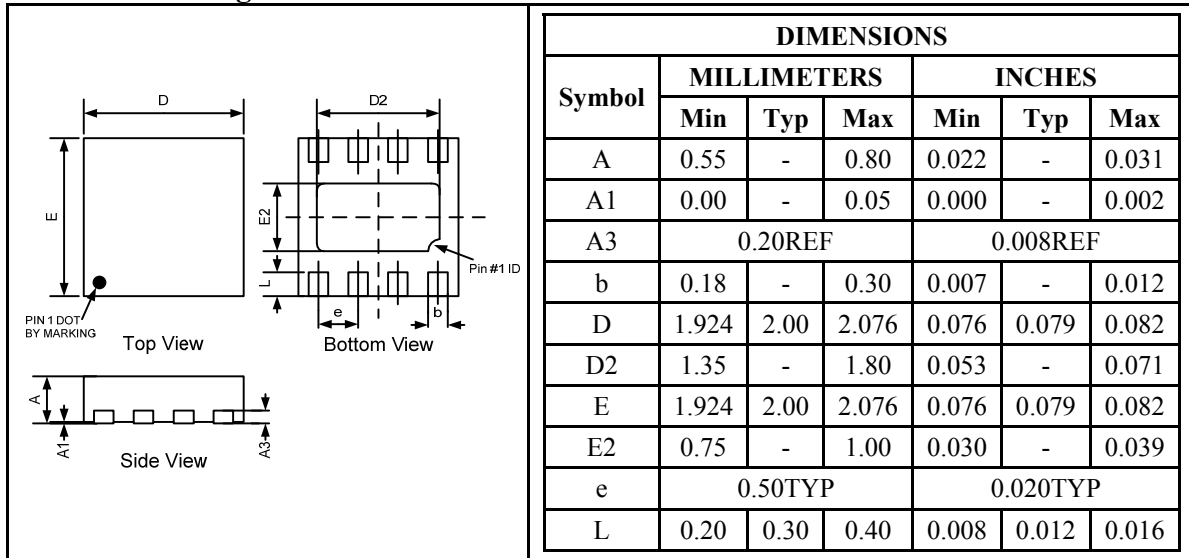 g
D
D2
E
E2
L
Pin #1 ID
e
b
PIN 1 DOT
BY MARKING
Top View
Bottom View
A
A1
A3
Side View
DIMENSIONS
Symbol MILLIMETERS INCHES
Min Typ Max Min Typ Max
A 0.55 - 0.80 0.022 - 0.031
A1 0.00 - 0.05 0.000 - 0.002
A3 0.20REF 0.008REF
b 0.18 - 0.30 0.007 - 0.012
D 1.924 2.00 2.076 0.076 0.079 0.082
D2 1.35 - 1.80 0.053 - 0.071
E 1.924 2.00 2.076 0.076 0.079 0.082
E2 0.75 - 1.00 0.030 - 0.039
e 0.50TYP 0.020TYP
L 0.20 0.30 0.40 0.008 0.012 0.016